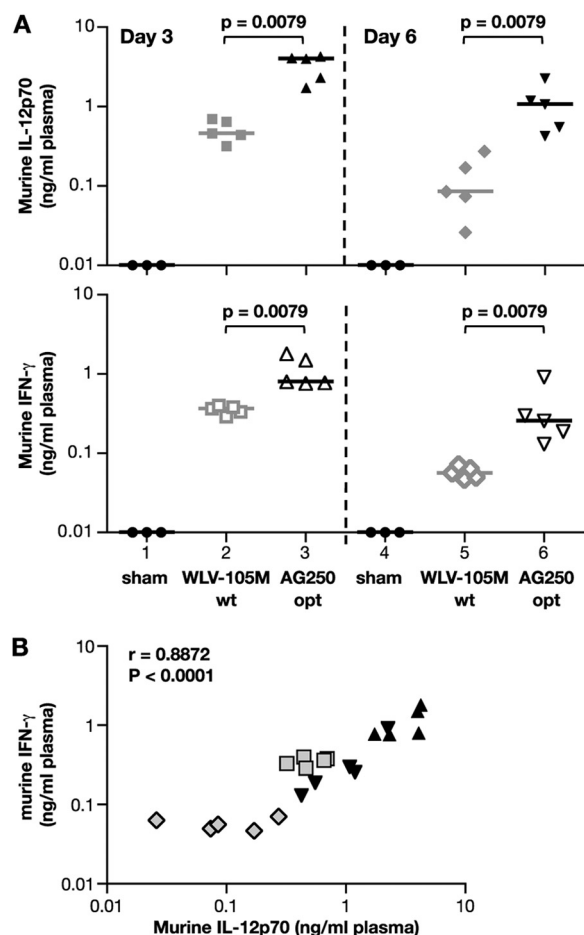 A
p = 0.0079
p = 0.0079
Day 3
Day 6
Murine IL-12p70
(ng/ml plasma)
10
1
0.1
0.01
p = 0.0079
p = 0.0079
Murine IFN-γ
(ng/ml plasma)
10
1
0.1
0.01
1 2 3 4 5 6
sham WLV-105M AG250 sham WLV-105M AG250
wt opt wt opt
B
r = 0.8872
P < 0.0001
murine IFN-γ
(ng/ml plasma)
10
1
0.1
0.01
0.01 0.1 1 10
Murine IL-12p70 (ng/ml plasma)